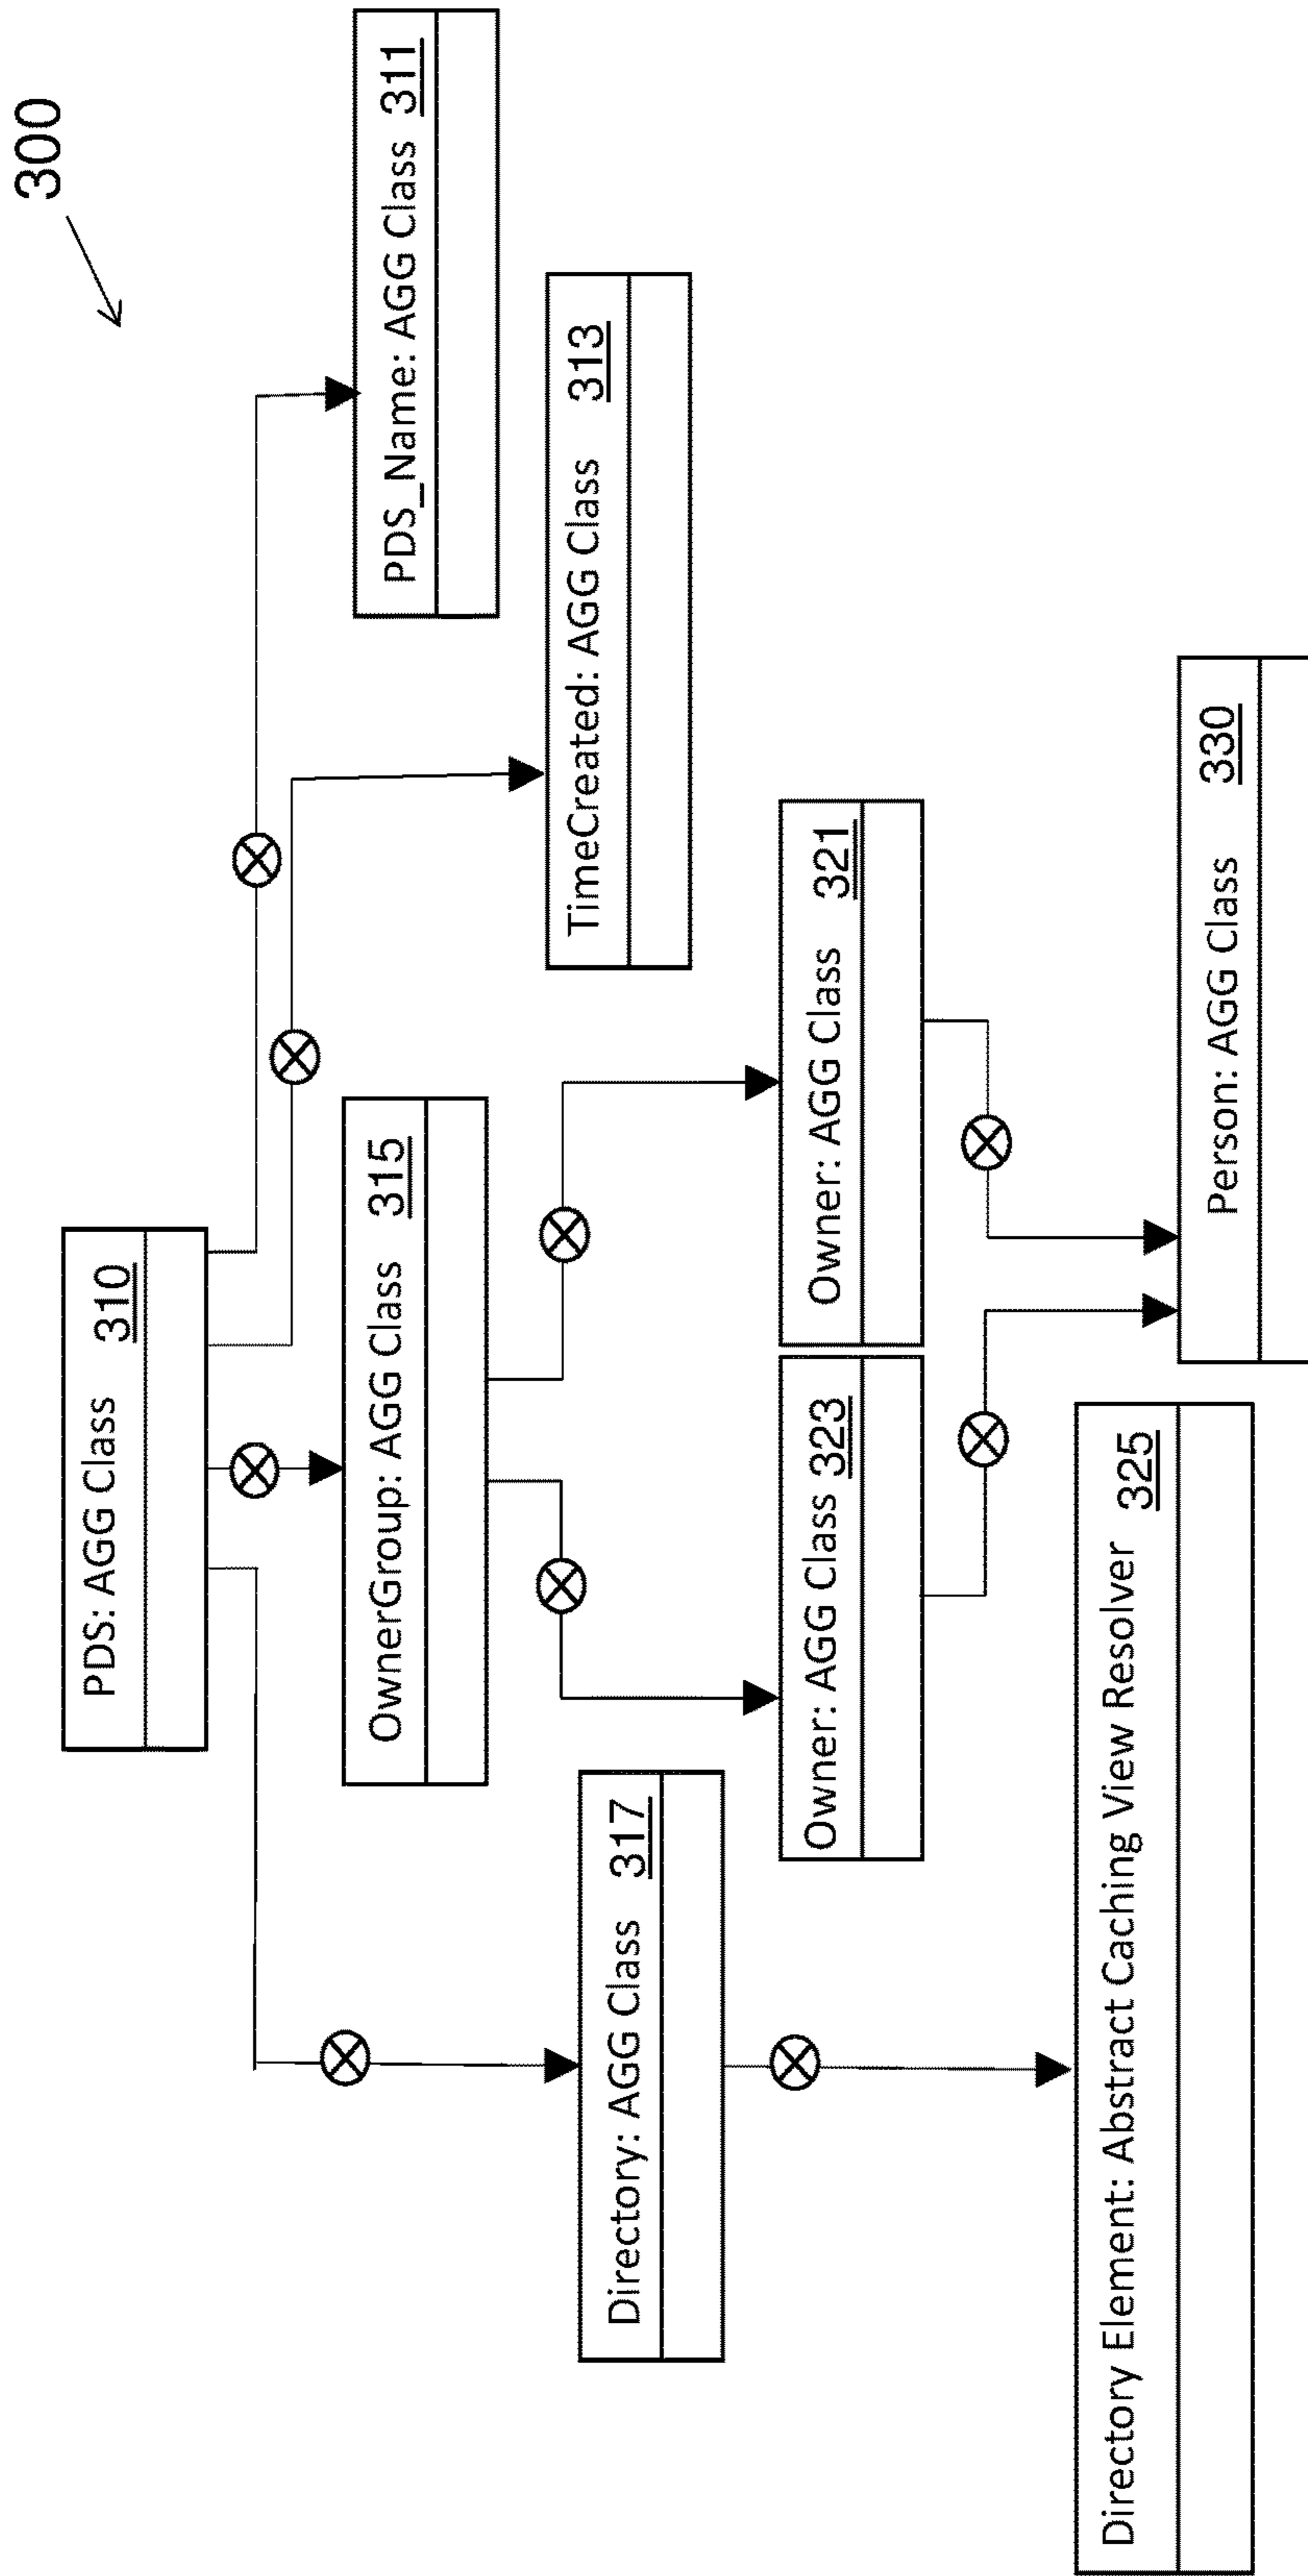 300
PDS: AGG Class 310
PDS_Name: AGG Class 311
OwnerGroup: AGG Class 315
TimeCreated: AGG Class 313
Directory: AGG Class 317
Owner: AGG Class 323
Owner: AGG Class 321
Directory Element: Abstract Caching View Resolver 325
Person: AGG Class 330